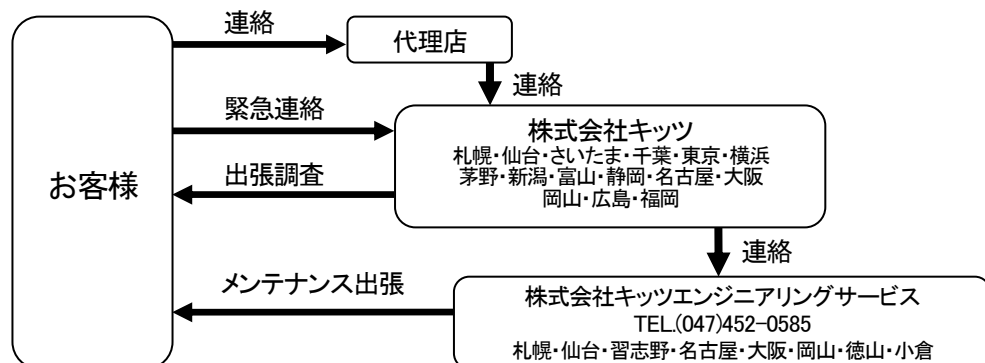 連絡
代理店
連絡
緊急連絡
株式会社キッツ
札幌・仙台・さいたま・千葉・東京・横浜
茅野・新潟・富山・静岡・名古屋・大阪
岡山・広島・福岡
お客様
出張調査
連絡
メンテナンス出張
株式会社キッツエンジニアリングサービス
TEL.(047)452-0585
札幌・仙台・習志野・名古屋・大阪・岡山・徳山・小倉